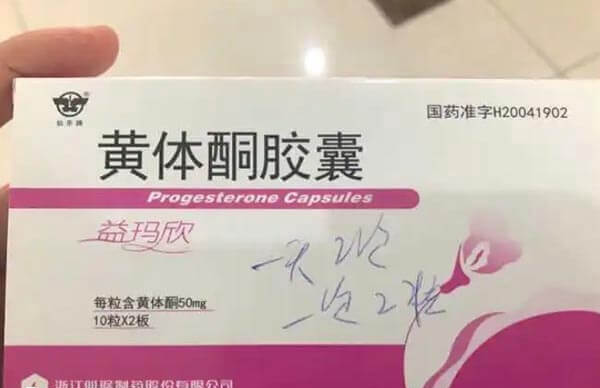 国药准字H20041902
黄体酮胶囊
Progesterone Capsules
益玛欣
一天2次
一次2粒
每粒含黄体酮50mg
10粒X2板